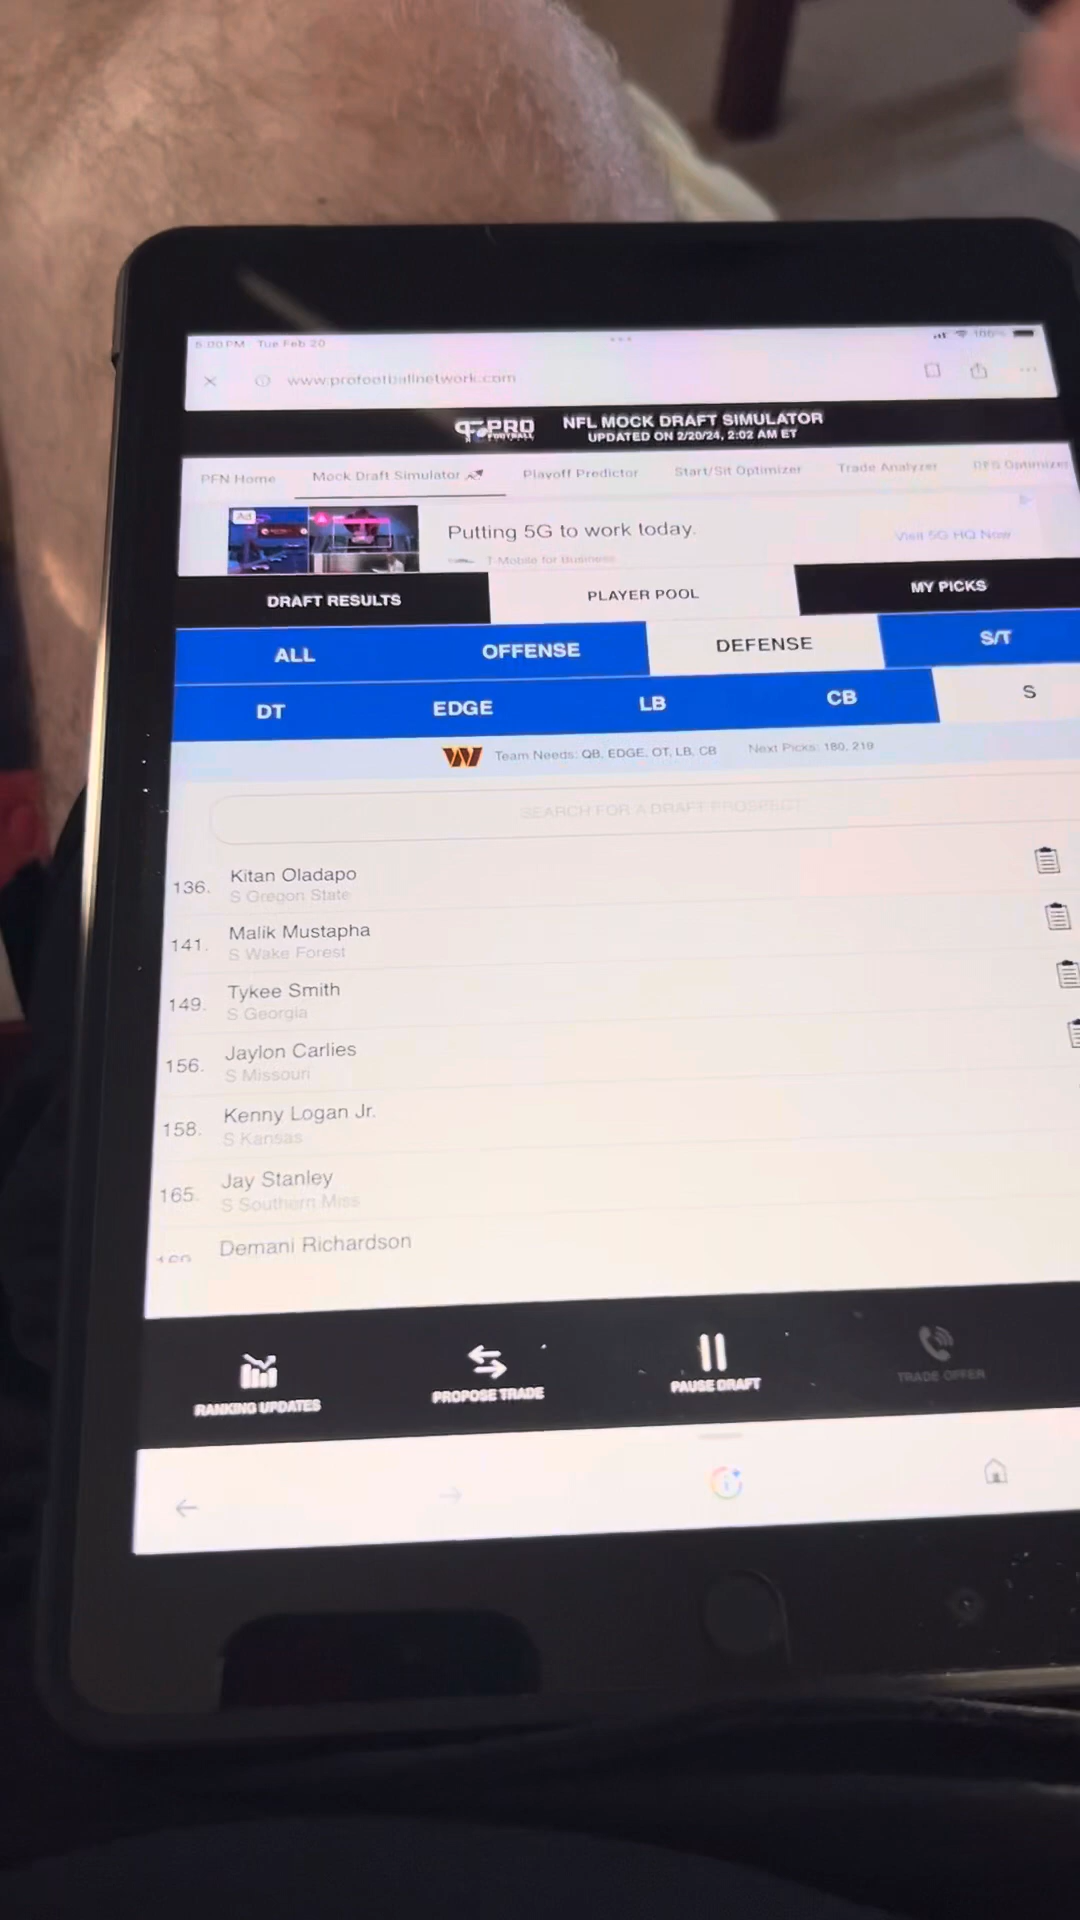 5:00 PM Tue Feb 20
100%
www.profootballnetwork.com
PRO
FOOTBALL
NFL MOCK DRAFT SIMULATOR
UPDATED ON 2/20/24, 2:02 AM ET
PFN Home Mock Draft Simulator Playoff Predictor Start/Sit Optimizer Trade Analyzer DFS Optimizer
Ad
Putting 5G to work today.
T-Mobile for Business
Visit 5G HQ Now
DRAFT RESULTS PLAYER POOL MY PICKS
ALL OFFENSE DEFENSE S/T
DT EDGE LB CB S
W Team Needs: QB, EDGE, OT, LB, CB Next Picks: 180, 219
SEARCH FOR A DRAFT PROSPECT
136. Kitan Oladapo
S Oregon State
141. Malik Mustapha
S Wake Forest
149. Tykee Smith
S Georgia
156. Jaylon Carlies
S Missouri
158. Kenny Logan Jr.
S Kansas
165. Jay Stanley
S Southern Miss
Demani Richardson
RANKING UPDATES PROPOSE TRADE PAUSE DRAFT TRADE OFFER